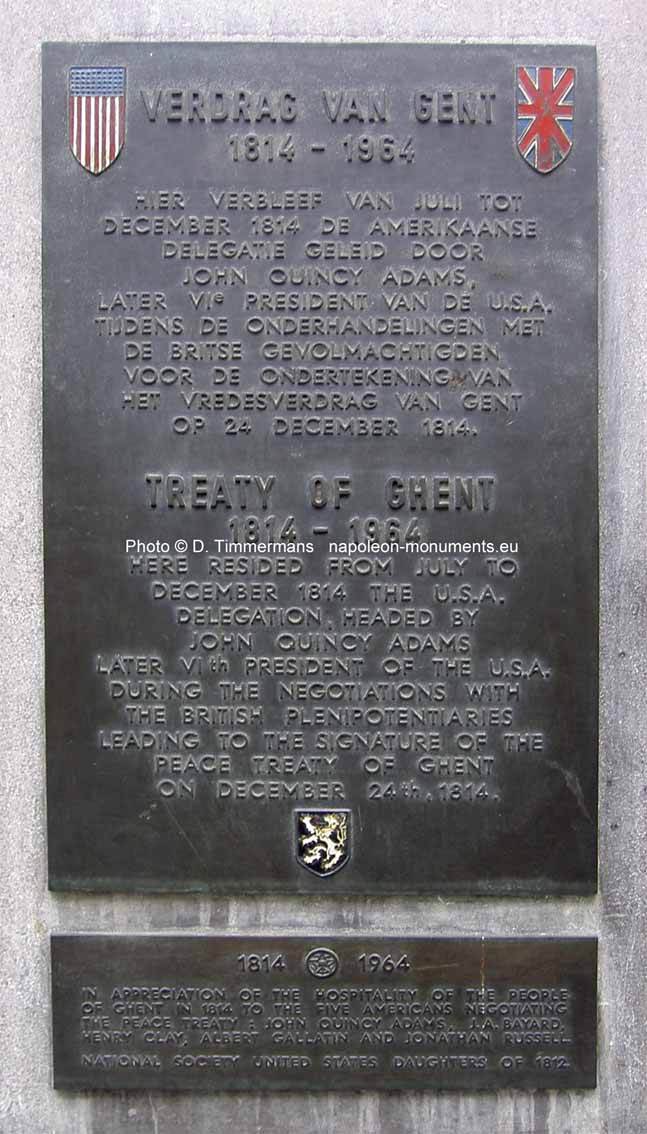 VERDRAG VAN GENT
1814 - 1964
HIER VERBLEEF VAN JULI TOT
DECEMBER 1814 DE AMERIKAANSE
DELEGATIE GELEID DOOR
JOHN QUINCY ADAMS,
LATER VIe PRESIDENT VAN DE U.S.A.
TIJDENS DE ONDERHANDELINGEN MET
DE BRITSE GEVOLMACHTIGDEN
VOOR DE ONDERTEKENING VAN
HET VREDESVERDRAG VAN GENT
OP 24 DECEMBER 1814.
TREATY OF GHENT
1814 - 1964
Photo © D. Timmermans napoleon-monuments.eu
HERE RESIDED FROM JULY TO
DECEMBER 1814 THE U.S.A.
DELEGATION, HEADED BY
JOHN QUINCY ADAMS
LATER VIth PRESIDENT OF THE U.S.A.
DURING THE NEGOTIATIONS WITH
THE BRITISH PLENIPOTENTIARIES
LEADING TO THE SIGNATURE OF THE
PEACE TREATY OF GHENT
ON DECEMBER 24th, 1814.
1814 1964
IN APPRECIATION OF THE HOSPITALITY OF THE PEOPLE
OF GHENT IN 1814 TO THE FIVE AMERICANS NEGOTIATING
THE PEACE TREATY : JOHN QUINCY ADAMS, J.A. BAYARD,
HENRY CLAY, ALBERT GALLATIN AND JONATHAN RUSSELL.
NATIONAL SOCIETY UNITED STATES DAUGHTERS OF 1812.